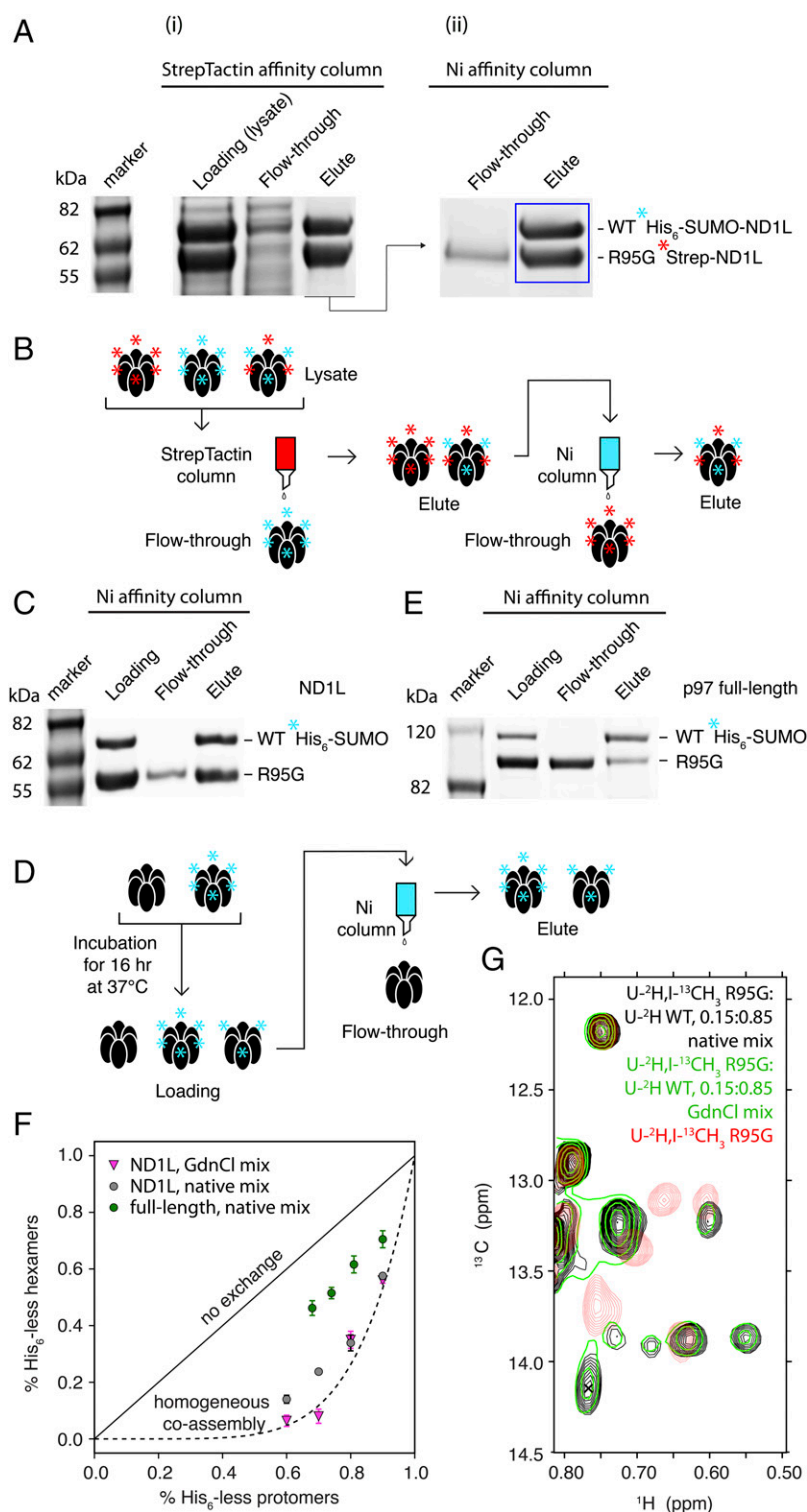 A
(i)
(ii)
StrepTactin affinity column
Ni affinity column
marker
Loading (lysate)
Flow-through
Elute
Flow-through
Elute
kDa
82
62
55
WT * His6-SUMO-ND1L
R95G * Strep-ND1L
B
Lysate
StrepTactin
column
Flow-through
Elute
Ni
column
Flow-through
Elute
C
Ni affinity column
marker
Loading
Flow-through
Elute
ND1L
kDa
82
62
55
WT * His6-SUMO
R95G
E
Ni affinity column
marker
Loading
Flow-through
Elute
p97 full-length
kDa
120
82
WT * His6-SUMO
R95G
D
Incubation
for 16 hr
at 37°C
Loading
Ni
column
Flow-through
Elute
F
ND1L, GdnCl mix
ND1L, native mix
full-length, native mix
no exchange
homogeneous
co-assembly
% His6-less hexamers
1.0
0.8
0.6
0.4
0.2
0.0
0.0 0.2 0.4 0.6 0.8 1.0
% His6-less protomers
G
U-2H,I-13CH3 R95G:
U-2H WT, 0.15:0.85
native mix
U-2H,I-13CH3 R95G:
U-2H WT, 0.15:0.85
GdnCl mix
U-2H,I-13CH3 R95G
12.0
12.5
13.0
13.5
14.0
14.5
13C (ppm)
0.80 0.70 0.60 0.50
1H (ppm)